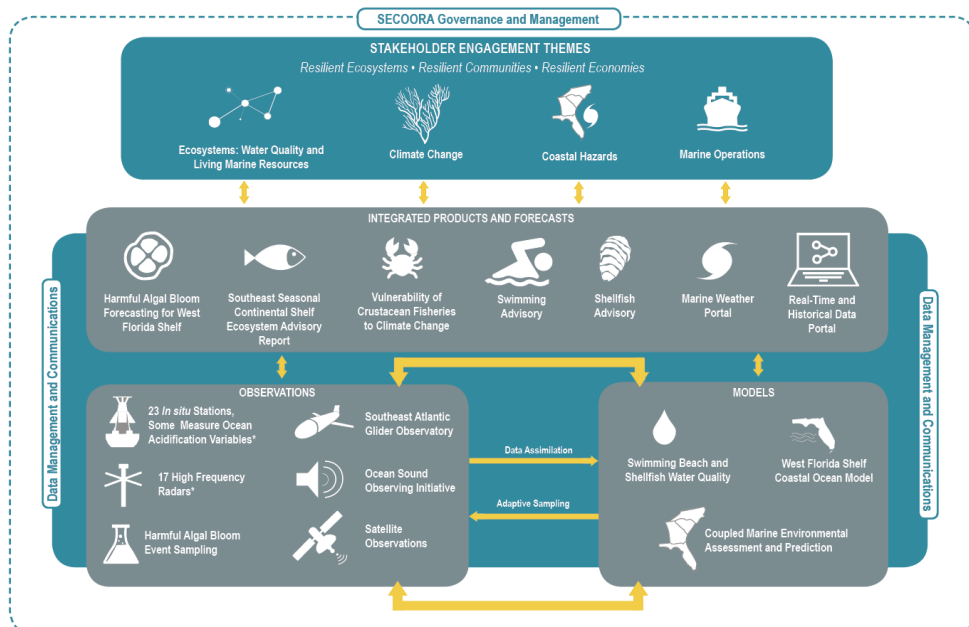 SECOORA Governance and Management
STAKEHOLDER ENGAGEMENT THEMES
Resilient Ecosystems • Resilient Communities • Resilient Economies
Ecosystems: Water Quality and
Living Marine Resources
Climate Change
Coastal Hazards
Marine Operations
INTEGRATED PRODUCTS AND FORECASTS
Harmful Algal Bloom
Forecasting for West
Florida Shelf
Southeast Seasonal
Continental Shelf
Ecosystem Advisory
Report
Vulnerability of
Crustacean Fisheries
to Climate Change
Swimming
Advisory
Shellfish
Advisory
Marine Weather
Portal
Real-Time and
Historical Data
Portal
Data Management and Communications
Data Management and Communications
OBSERVATIONS
23 In situ Stations,
Some Measure Ocean
Acidification Variables*
Southeast Atlantic
Glider Observatory
17 High Frequency
Radars*
Ocean Sound
Observing Initiative
Harmful Algal Bloom
Event Sampling
Satellite
Observations
Data Assimilation
Adaptive Sampling
MODELS
Swimming Beach and
Shellfish Water Quality
West Florida Shelf
Coastal Ocean Model
Coupled Marine Environmental
Assessment and Prediction